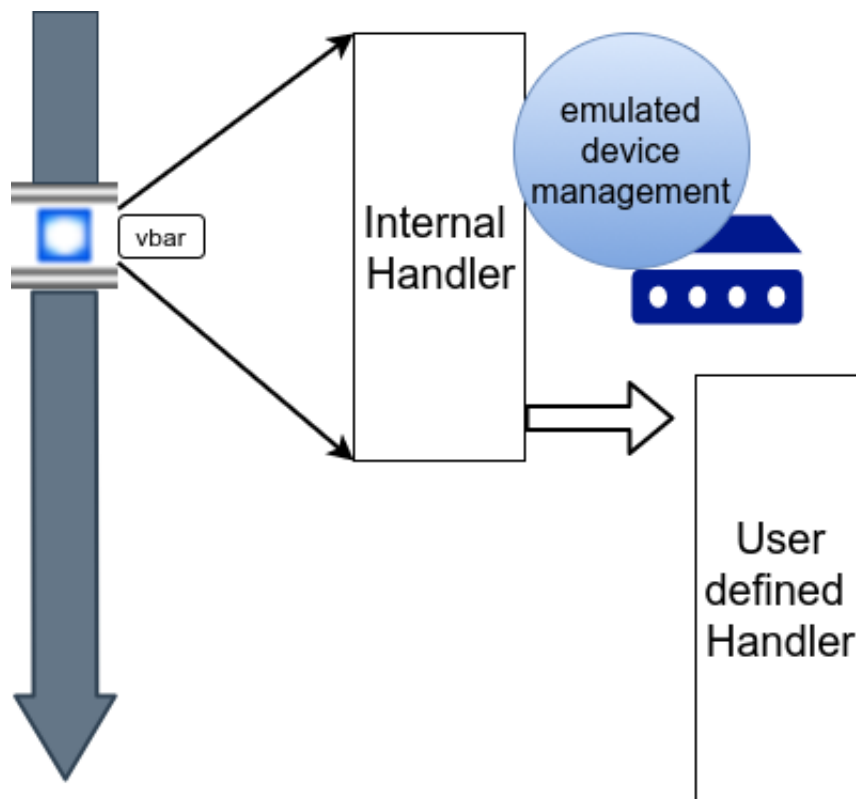 emulated
device
management
vbar
Internal
Handler
User
defined
Handler